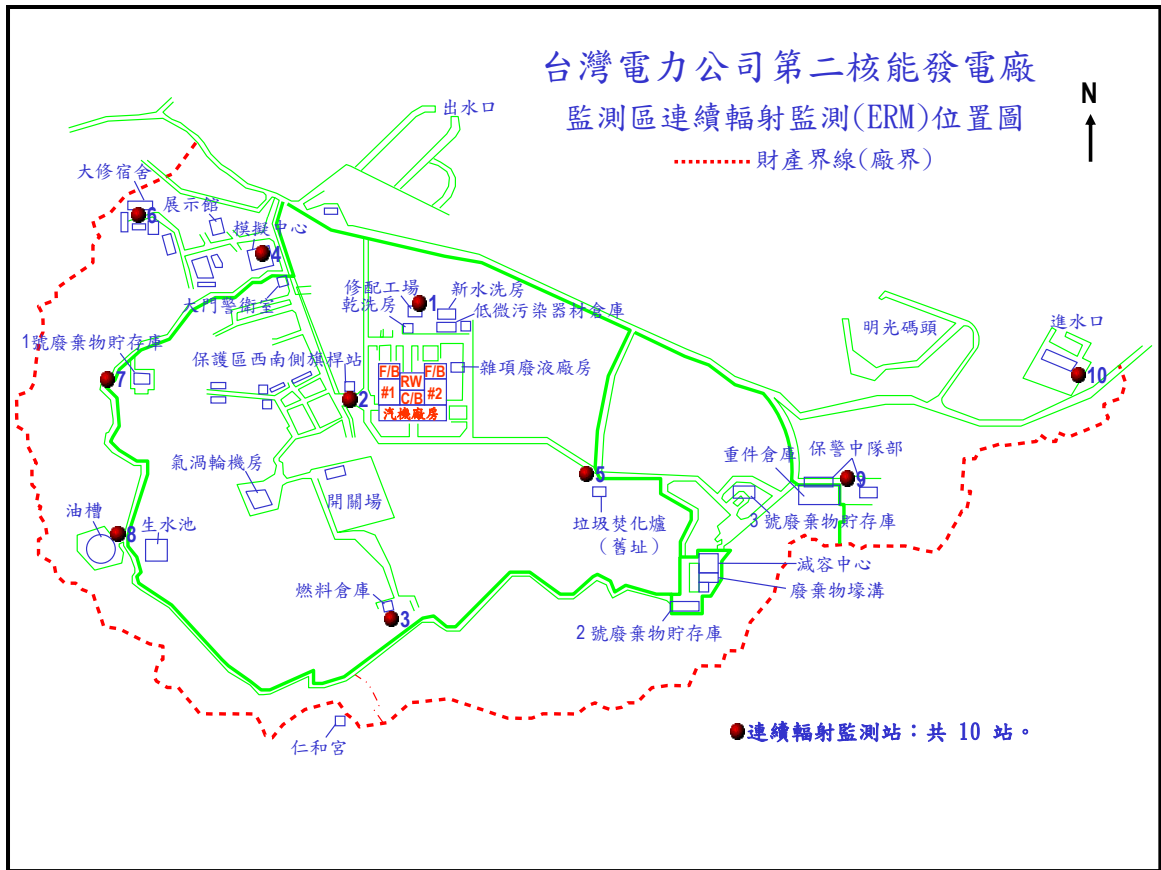 台灣電力公司第二核能發電廠
監測區連續輻射監測(ERM)位置圖
財產界線(廠界)
N
出水口
大修宿舍
6
展示館
模擬中心
4
大門警衛室
修配工場
1
新水洗房
乾洗房
低微污染器材倉庫
明光碼頭
進水口
10
1號廢棄物貯存庫
7
保護區西南側旗桿站
2
F/B
RW
F/B
#1
C/B
#2
汽機廠房
雜項廢液廠房
氣渦輪機房
開關場
5
垃圾焚化爐
(舊址)
重件倉庫
保警中隊部
9
3號廢棄物貯存庫
油槽
8
生水池
減容中心
廢棄物壕溝
燃料倉庫
3
2號廢棄物貯存庫
仁和宮
連續輻射監測站：共 10 站。